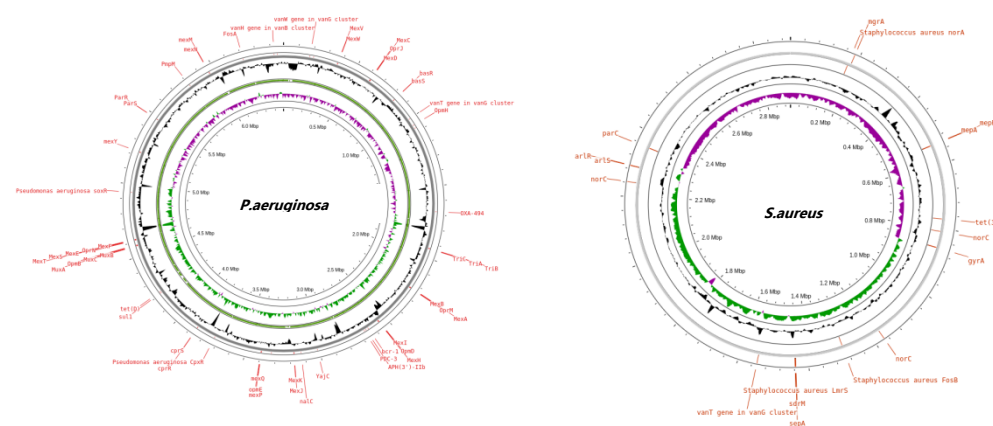 vanW gene in vanG cluster
vanH gene in vanB cluster
FosA
MexV
MexW
mexM
mexN
MexC
OprJ
MexD
PmpM
basR
basS
ParR
ParS
vanT gene in vanG cluster
OpmH
mexY
Pseudomonas aeruginosa soxR
OXA-494
MexT
MexS
MexE
MexF
MuxA
OpmB
MuxC
MuxB
TriC
TriA
TriB
tet(D)
sul1
MexB
OprM
MexA
cprS
Pseudomonas aeruginosa CpxR
cprR
MexI
bcr-1
OpmD
PDC-3
MexH
APH(3')-IIb
mexQ
opmE
mexP
MexK
MexJ
nalC
YajC
6.0 Mbp
0.5 Mbp
5.5 Mbp
1.0 Mbp
5.0 Mbp
4.5 Mbp
2.0 Mbp
4.0 Mbp
2.5 Mbp
3.5 Mbp
3.0 Mbp
P.aeruginosa
mgrA
Staphylococcus aureus norA
parC
mepA
arlR
arlS
norC
tet(
norC
gyrA
norC
Staphylococcus aureus FosB
Staphylococcus aureus LmrS
sdrM
vanT gene in vanG cluster
sepA
2.8 Mbp
0.2 Mbp
2.6 Mbp
0.4 Mbp
2.4 Mbp
0.6 Mbp
2.2 Mbp
0.8 Mbp
2.0 Mbp
1.0 Mbp
1.8 Mbp
1.2 Mbp
1.6 Mbp
1.4 Mbp
S.aureus